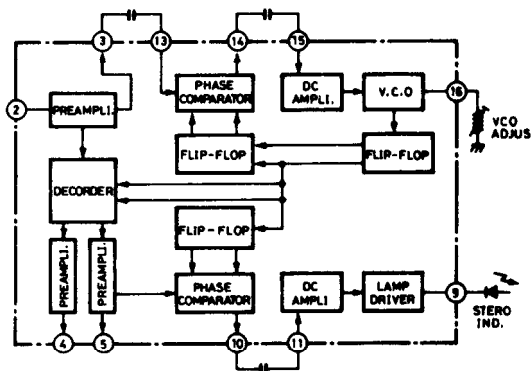 3
13
14
15
2
PREAMPLI.
PHASE
COMPARATOR
DC
AMPLI.
V.C.O
16
VCO
ADJUS
FLIP-FLOP
FLIP-FLOP
DECORDER
FLIP-FLOP
PREAMPLI.
PREAMPLI.
PHASE
COMPARATOR
DC
AMPLI
LAMP
DRIVER
9
STERO
IND.
4
5
10
11